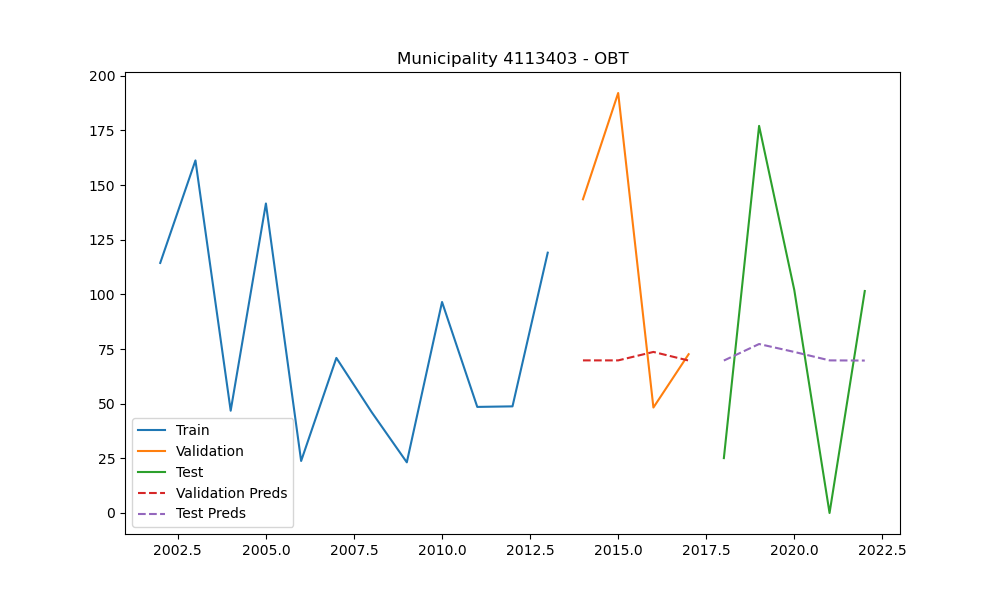 Municipality 4113403 - OBT
200
175
150
125
100
75
50
25
0
Train
Validation
Test
Validation Preds
Test Preds
2002.5 2005.0 2007.5 2010.0 2012.5 2015.0 2017.5 2020.0 2022.5